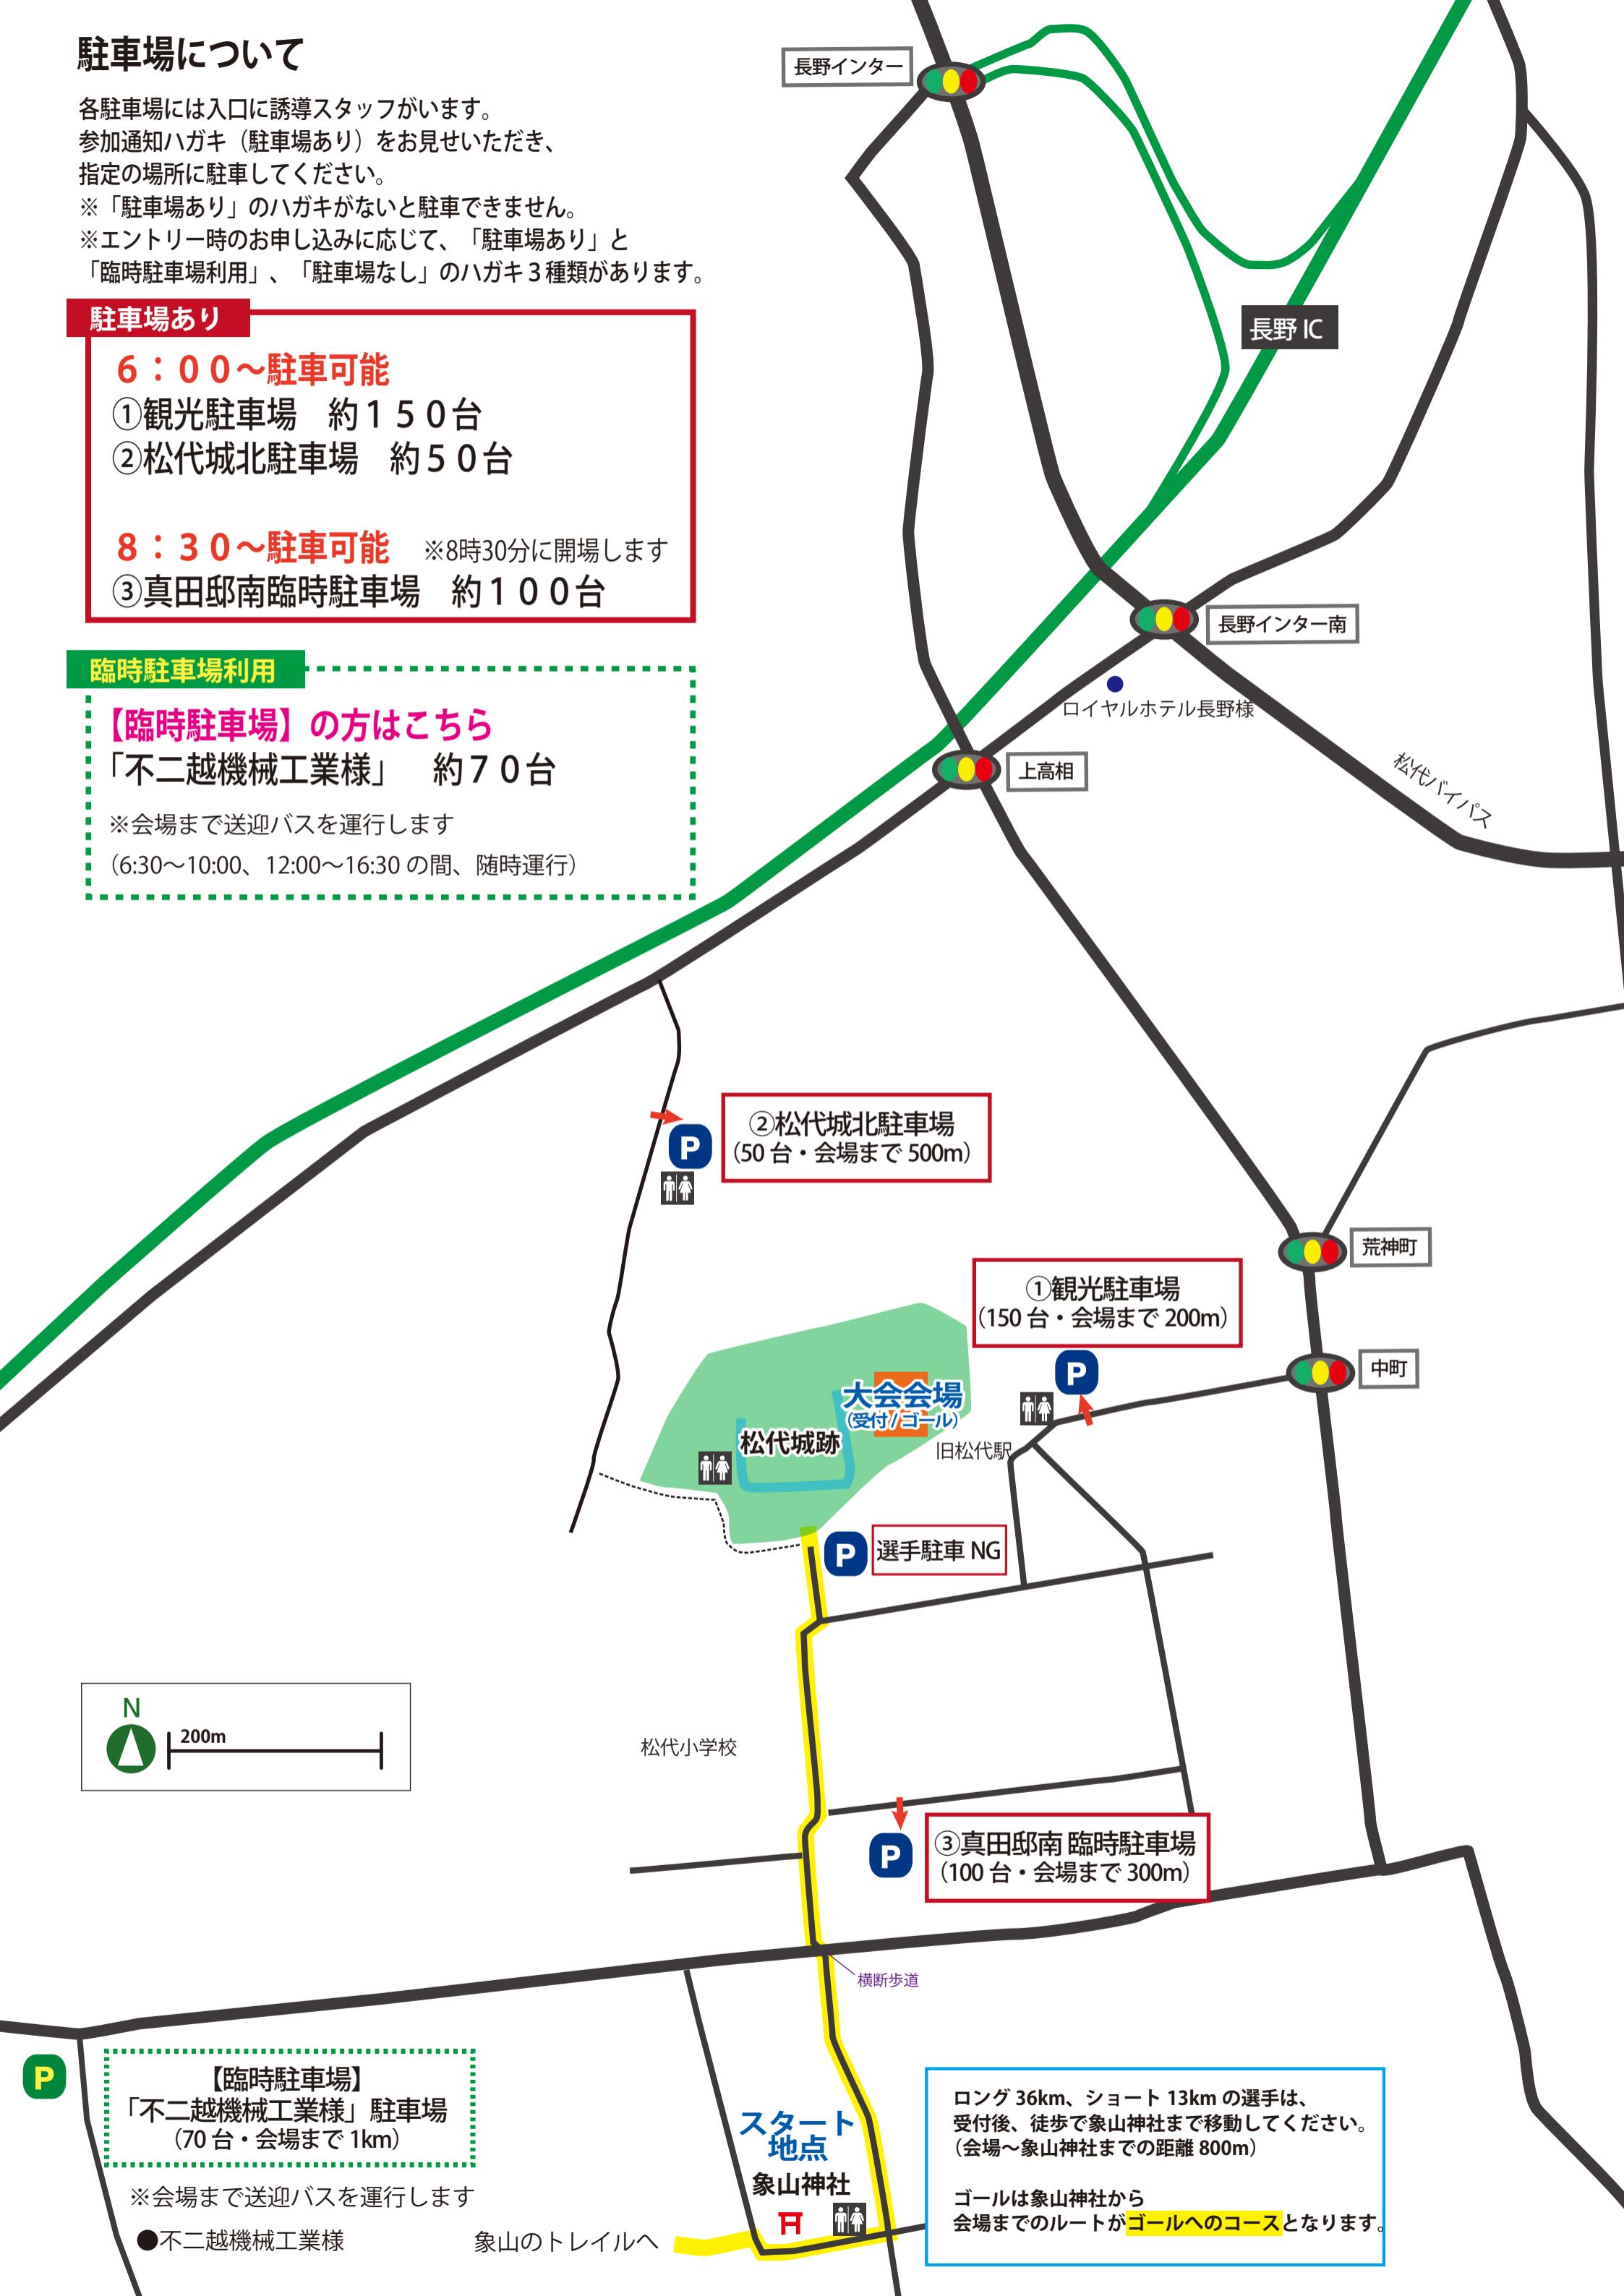 駐車場について
各駐車場には入口に誘導スタッフがいます。
参加通知ハガキ（駐車場あり）をお見せいただき、
指定の場所に駐車してください。
※「駐車場あり」のハガキがないと駐車できません。
※エントリー時のお申し込みに応じて、「駐車場あり」と
「臨時駐車場利用」、「駐車場なし」のハガキ3種類があります。
駐車場あり
６：００〜駐車可能
①観光駐車場　約１５０台
②松代城北駐車場　約５０台
８：３０〜駐車可能　※8時30分に開場します
③真田邸南臨時駐車場　約１００台
臨時駐車場利用
【臨時駐車場】の方はこちら
「不二越機械工業様」　約７０台
※会場まで送迎バスを運行します
（6:30〜10:00、12:00〜16:30 の間、随時運行）
長野インター
長野 IC
長野インター南
ロイヤルホテル長野様
上高相
松代バイパス
②松代城北駐車場
（50 台・会場まで 500m）
P
荒神町
①観光駐車場
（150 台・会場まで 200m）
P
中町
大会会場
（受付 / ゴール）
松代城跡
旧松代駅
P
選手駐車 NG
N
200m
松代小学校
③真田邸南 臨時駐車場
（100 台・会場まで 300m）
P
横断歩道
P
【臨時駐車場】
「不二越機械工業様」駐車場
（70 台・会場まで 1km）
※会場まで送迎バスを運行します
●不二越機械工業様
スタート
地点
象山神社
象山のトレイルへ
ロング 36km、ショート 13km の選手は、
受付後、徒歩で象山神社まで移動してください。
（会場〜象山神社までの距離 800m）
ゴールは象山神社から
会場までのルートがゴールへのコースとなります。